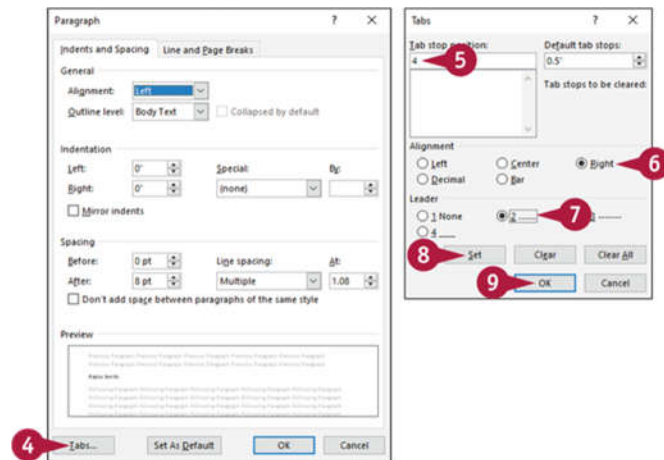 Paragraph ? ×
Indents and Spacing Line and Page Breaks
General
Alignment: Left
Outline level: Body Text Collapsed by default
Indentation
Left: 0" Special: By:
Right: 0" (none)
Mirror indents
Spacing
Before: 0 pt Line spacing: At:
After: 8 pt Multiple 1.08
Don't add space between paragraphs of the same style
Preview
4 Tabs... Set As Default OK Cancel
Tabs ? ×
Tab stop position: Default tab stops:
4 5 0.5"
Tab stops to be cleared:
Alignment
Left Center Right 6
Decimal Bar
Leader
1 None 2 ..... 7 -------
4 ___
8 Set Clear Clear All
9 OK Cancel